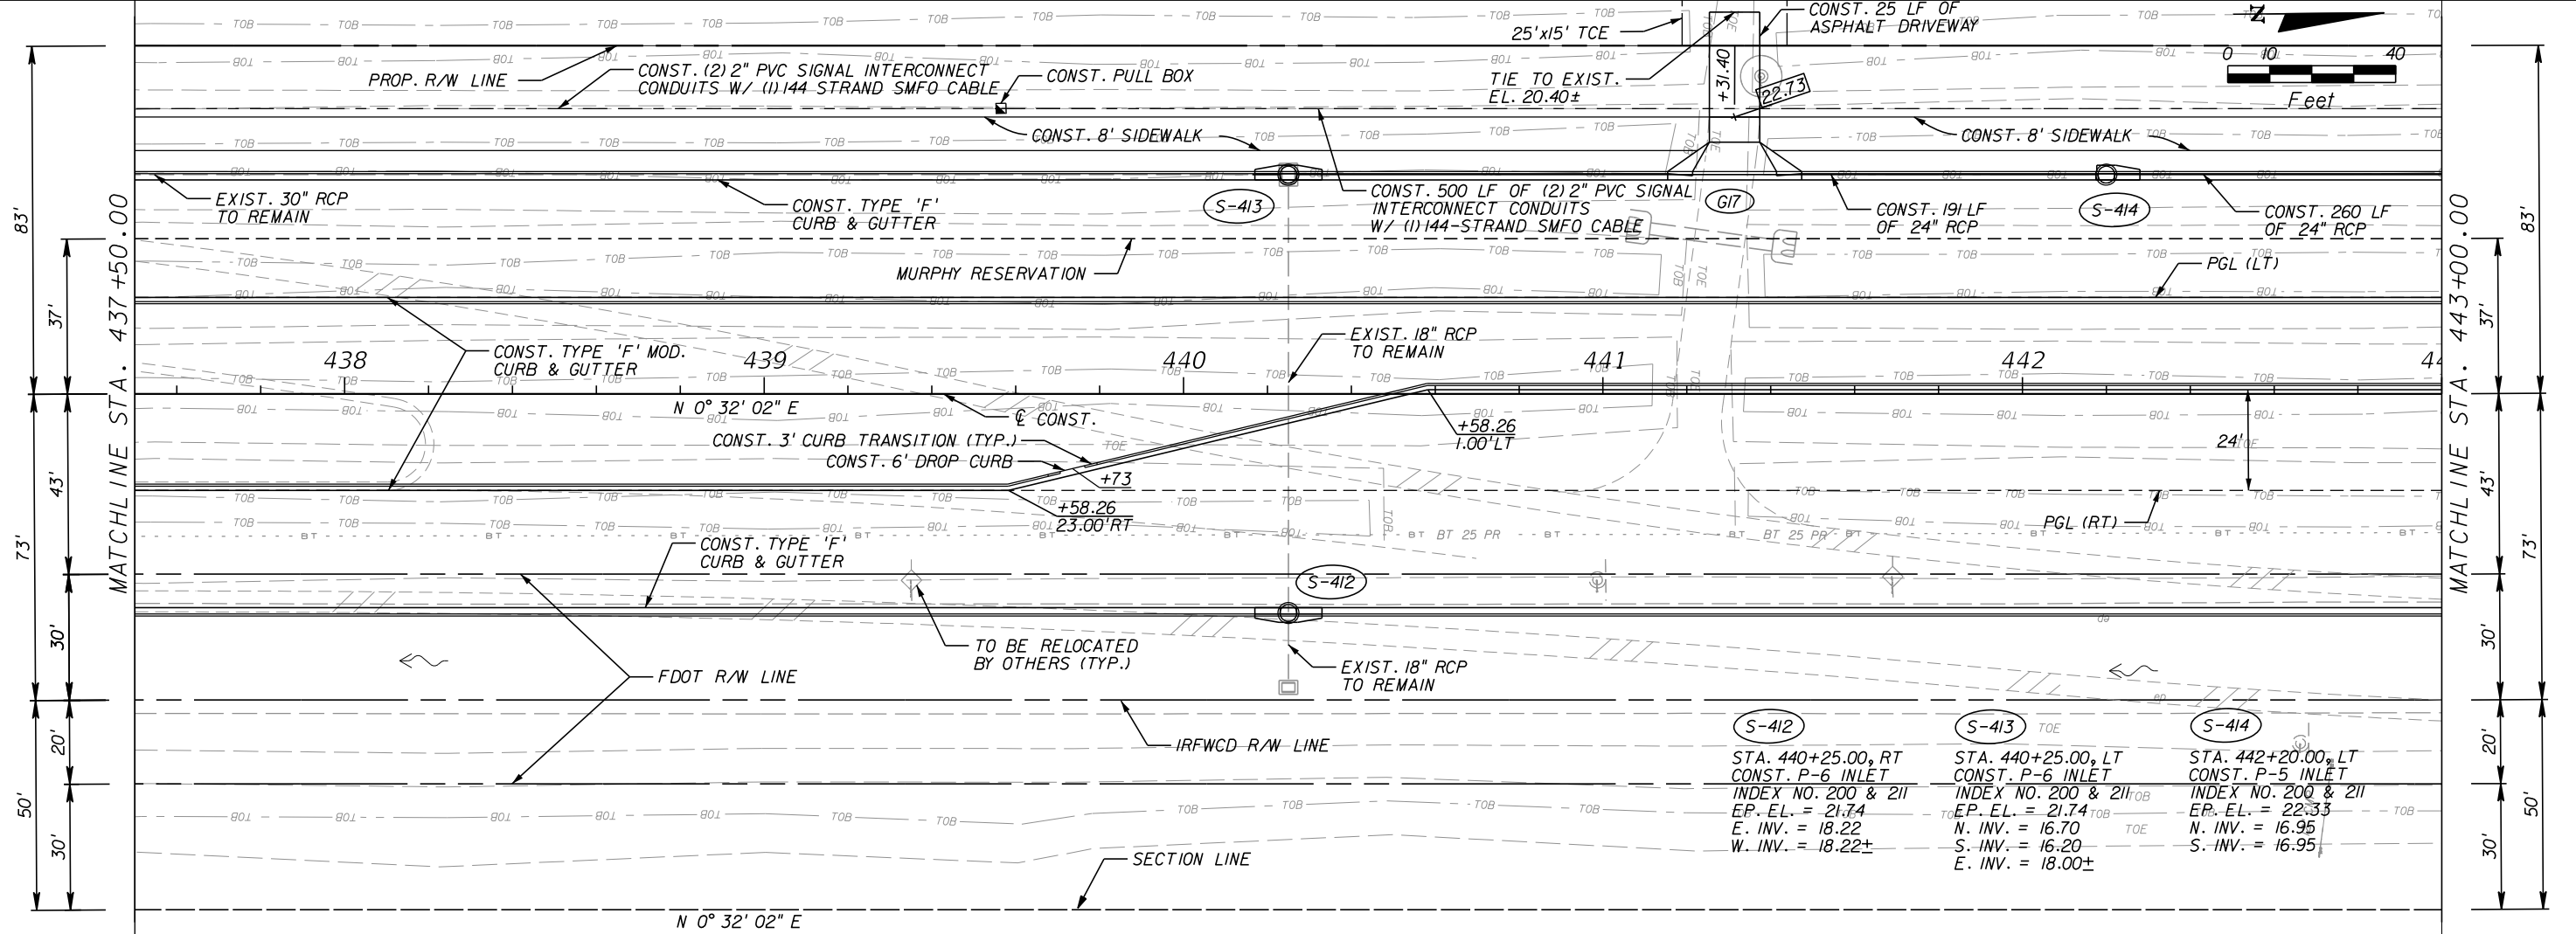 CONST. 25 LF OF
ASPHALT DRIVEWAY
25'x15' TCE
N
0 10 40
Feet
PROP. R/W LINE
CONST. (2) 2" PVC SIGNAL INTERCONNECT
CONDUITS W/ (1) 144 STRAND SMFO CABLE
CONST. PULL BOX
TIE TO EXIST.
EL. 20.40±
+31.40
22.73
CONST. 8' SIDEWALK
CONST. 8' SIDEWALK
EXIST. 30" RCP
TO REMAIN
CONST. TYPE 'F'
CURB & GUTTER
S-413
CONST. 500 LF OF (2) 2" PVC SIGNAL
INTERCONNECT CONDUITS
W/ (1) 144-STRAND SMFO CABLE
G17
CONST. 191 LF
OF 24" RCP
S-414
CONST. 260 LF
OF 24" RCP
MURPHY RESERVATION
PGL (LT)
MATCHLINE STA. 437+50.00
MATCHLINE STA. 443+00.00
83'
37'
43'
73'
30'
20'
50'
30'
83'
37'
43'
73'
30'
20'
50'
30'
EXIST. 18" RCP
TO REMAIN
CONST. TYPE 'F' MOD.
CURB & GUTTER
438 439 440 441 442 44
N 0° 32' 02" E
℄ CONST.
CONST. 3' CURB TRANSITION (TYP.)
CONST. 6' DROP CURB
+73
+58.26
1.00' LT
24'
+58.26
23.00' RT
PGL (RT)
BT 25 PR
BT 25 PR
CONST. TYPE 'F'
CURB & GUTTER
S-412
TO BE RELOCATED
BY OTHERS (TYP.)
FDOT R/W LINE
EXIST. 18" RCP
TO REMAIN
IRFWCD R/W LINE
S-412
STA. 440+25.00, RT
CONST. P-6 INLET
INDEX NO. 200 & 211
EP. EL. = 21.74
E. INV. = 18.22
W. INV. = 18.22±
S-413
STA. 440+25.00, LT
CONST. P-6 INLET
INDEX NO. 200 & 211
EP. EL. = 21.74
N. INV. = 16.70
S. INV. = 16.20
E. INV. = 18.00±
S-414
STA. 442+20.00, LT
CONST. P-5 INLET
INDEX NO. 200 & 211
EP. EL. = 22.33
N. INV. = 16.95
S. INV. = 16.95
SECTION LINE
N 0° 32' 02" E
TOB
TOE
BT